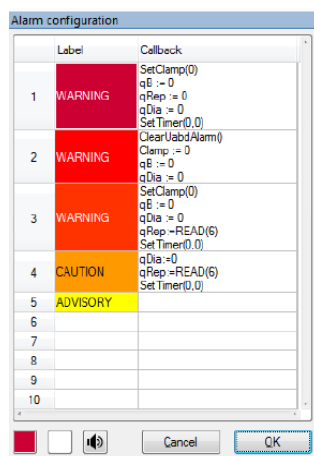 Alarm configuration
Label Callback
1 WARNING SetClamp(0)
qB := 0
qRep := 0
qDia := 0
SetTimer(0,0)
2 WARNING ClearUabdAlarm()
Clamp := 0
qB := 0
qDia := 0
3 WARNING SetClamp(0)
qB := 0
qDia := 0
qRep:=READ(6)
SetTimer(0,0)
4 CAUTION qDia:=0
qRep:=READ(6)
SetTimer(0,0)
5 ADVISORY
6
7
8
9
10
Cancel OK